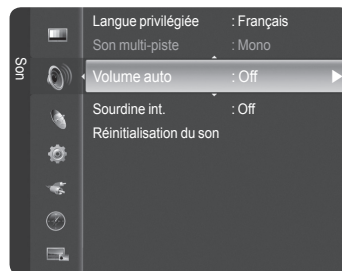 Son
Langue privilégiée : Français
Son multi-piste : Mono
Volume auto : Off
Sourdine int. : Off
Réinitialisation du son